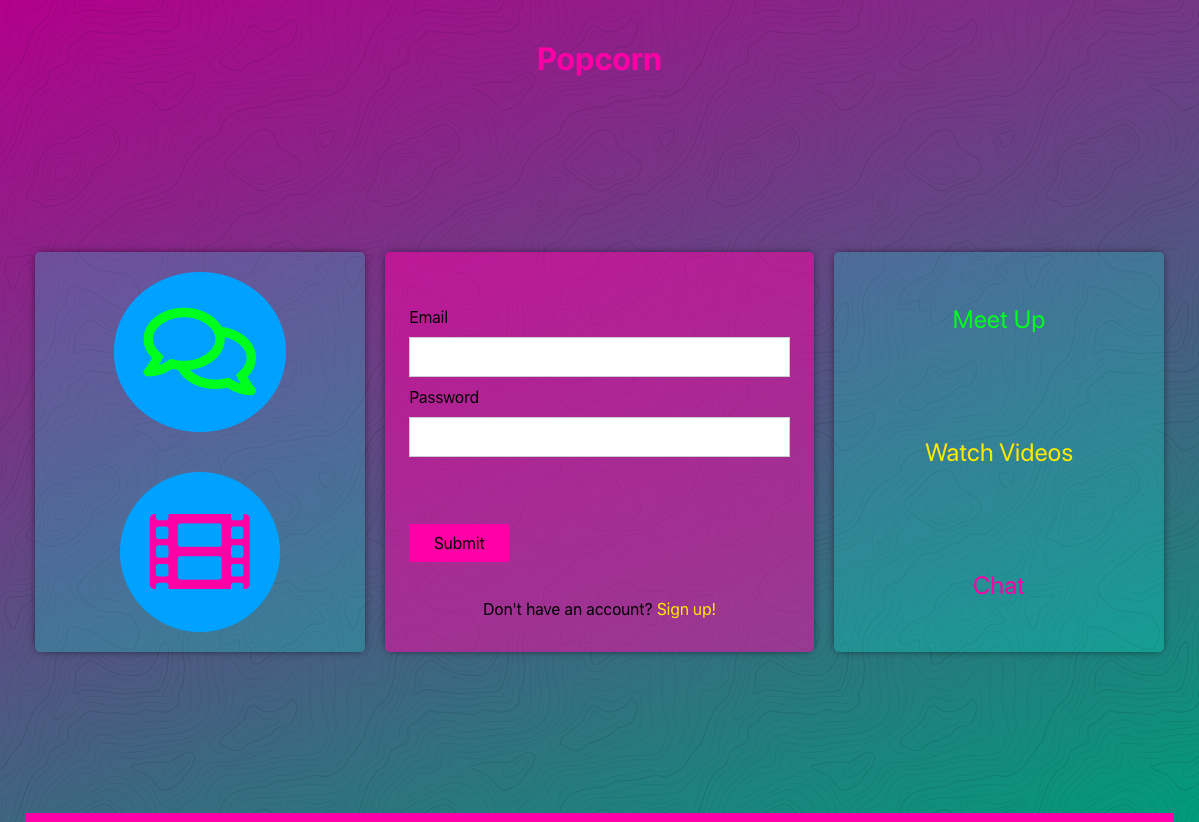 Popcorn
Email
Password
Submit
Don't have an account? Sign up!
Meet Up
Watch Videos
Chat